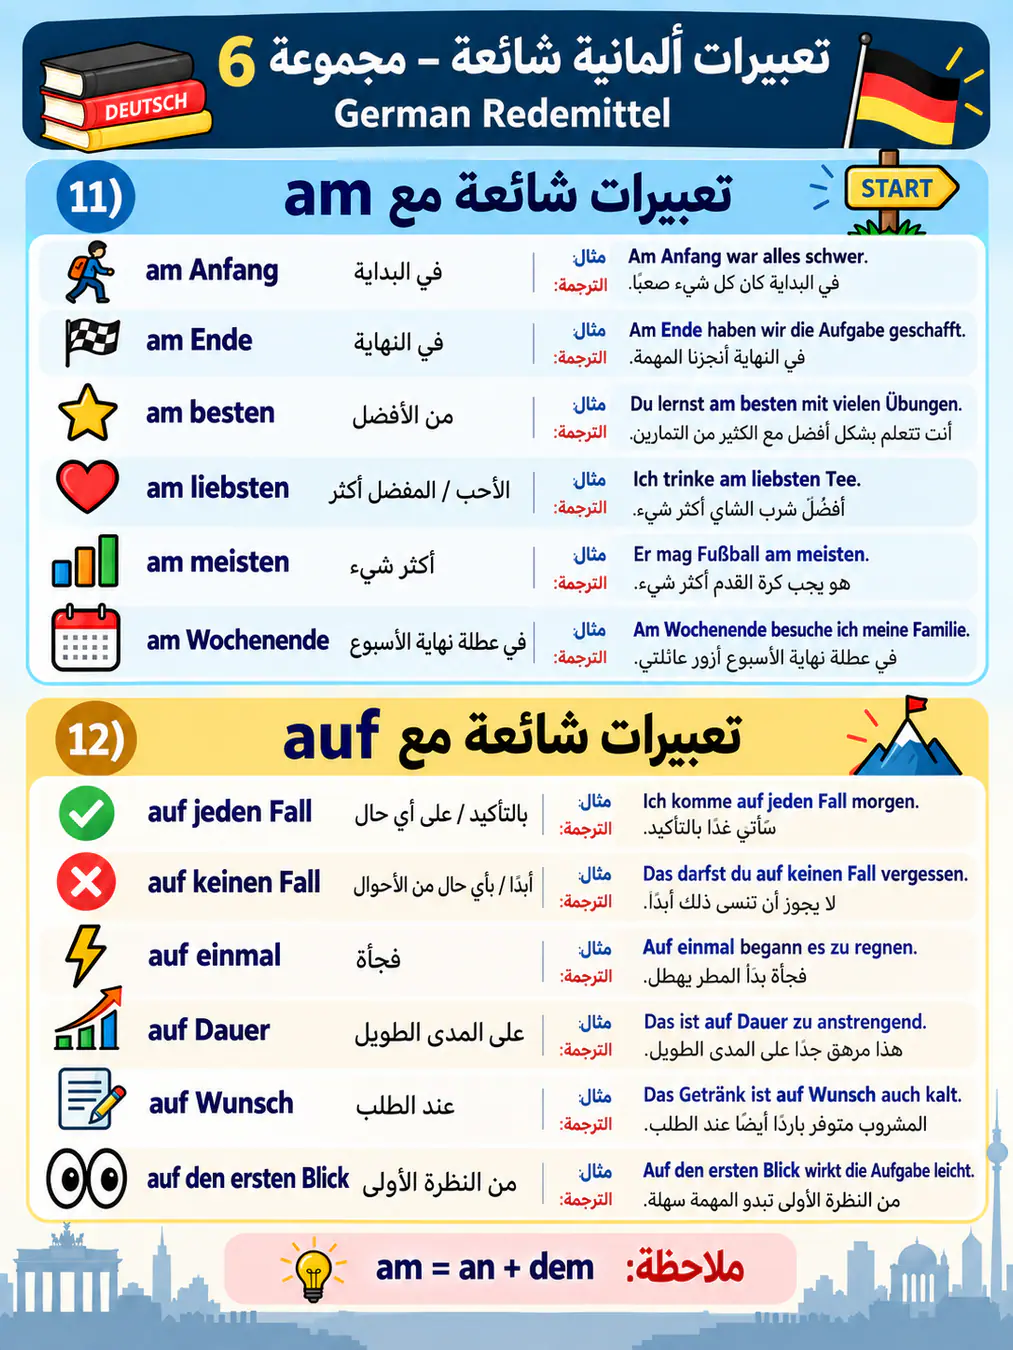 تعبيرات ألمانية شائعة – مجموعة 6
German Redemittel
DEUTSCH
11)
تعبيرات شائعة مع am
START
am Anfang
في البداية
مثال:
Am Anfang war alles schwer.
الترجمة:
في البداية كان كل شيء صعبًا.
am Ende
في النهاية
مثال:
Am Ende haben wir die Aufgabe geschafft.
الترجمة:
في النهاية أنجزنا المهمة.
am besten
من الأفضل
مثال:
Du lernst am besten mit vielen Übungen.
الترجمة:
أنت تتعلم بشكل أفضل مع الكثير من التمارين.
am liebsten
الأحب / المفضل أكثر
مثال:
Ich trinke am liebsten Tee.
الترجمة:
أفضُلّ شرب الشاي أكثر شيء.
am meisten
أكثر شيء
مثال:
Er mag Fußball am meisten.
الترجمة:
هو يحب كرة القدم أكثر شيء.
am Wochenende
في عطلة نهاية الأسبوع
مثال:
Am Wochenende besuche ich meine Familie.
الترجمة:
في عطلة نهاية الأسبوع أزور عائلتي.
12)
تعبيرات شائعة مع auf
auf jeden Fall
بالتأكيد / على أي حال
مثال:
Ich komme auf jeden Fall morgen.
الترجمة:
سَأتي غدًا بالتأكيد.
auf keinen Fall
أبدًا / بأي حال من الأحوال
مثال:
Das darfst du auf keinen Fall vergessen.
الترجمة:
لا يجوز أن تنسى ذلك أبدًا.
auf einmal
فجأة
مثال:
Auf einmal begann es zu regnen.
الترجمة:
فجأة بدَأ المطر يهطل.
auf Dauer
على المدى الطويل
مثال:
Das ist auf Dauer zu anstrengend.
الترجمة:
هذا مرهق جدًا على المدى الطويل.
auf Wunsch
عند الطلب
مثال:
Das Getränk ist auf Wunsch auch kalt.
الترجمة:
المشروب متوفر باردًا أيضًا عند الطلب.
auf den ersten Blick
من النظرة الأولى
مثال:
Auf den ersten Blick wirkt die Aufgabe leicht.
الترجمة:
من النظرة الأولى تبدو المهمة سهلة.
ملاحظة: am = an + dem